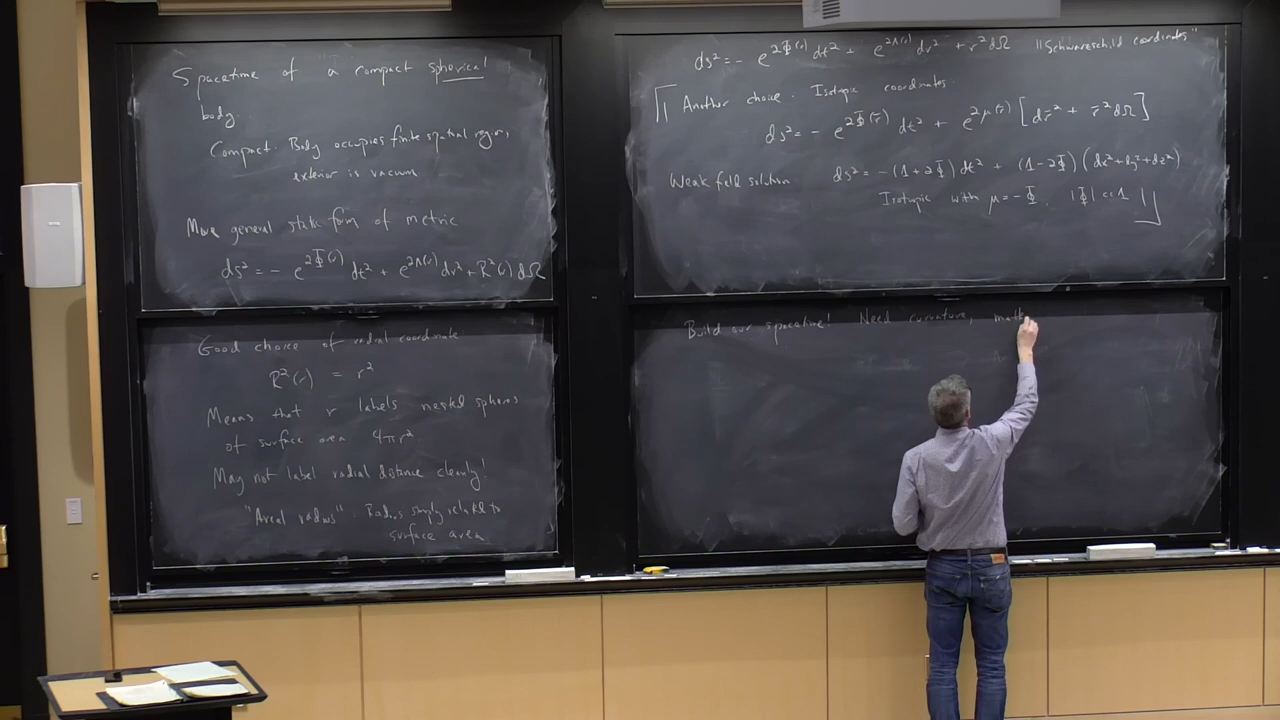 Spacetime of a compact spherical
body.
Compact: Body occupies finite spatial region,
exterior is vacuum
More general static form of metric
ds² = - e^{2Φ(r)} dt² + e^{2Λ(r)} dr² + R²(r) dΩ
Good choice of radial coordinate:
R²(r) = r²
Means that r labels nested spheres
of surface area 4πr²
May not label radial distance cleanly!
"Areal radius". Radius simply related to
surface area
ds² = - e^{2Φ(r)} dt² + e^{2Λ(r)} dr² + r² dΩ "Schwarzschild coordinates"
Another choice: Isotropic coordinates.
ds² = - e^{2Φ(r̄)} dt² + e^{2μ(r̄)} [dr̄² + r̄² dΩ]
Weak field solution ds² = -(1+2Φ) dt² + (1-2Φ)(dx²+dy²+dz²)
Isotropic with μ = -Φ. |Φ| << 1
Build our spacetime! Need curvature, matte